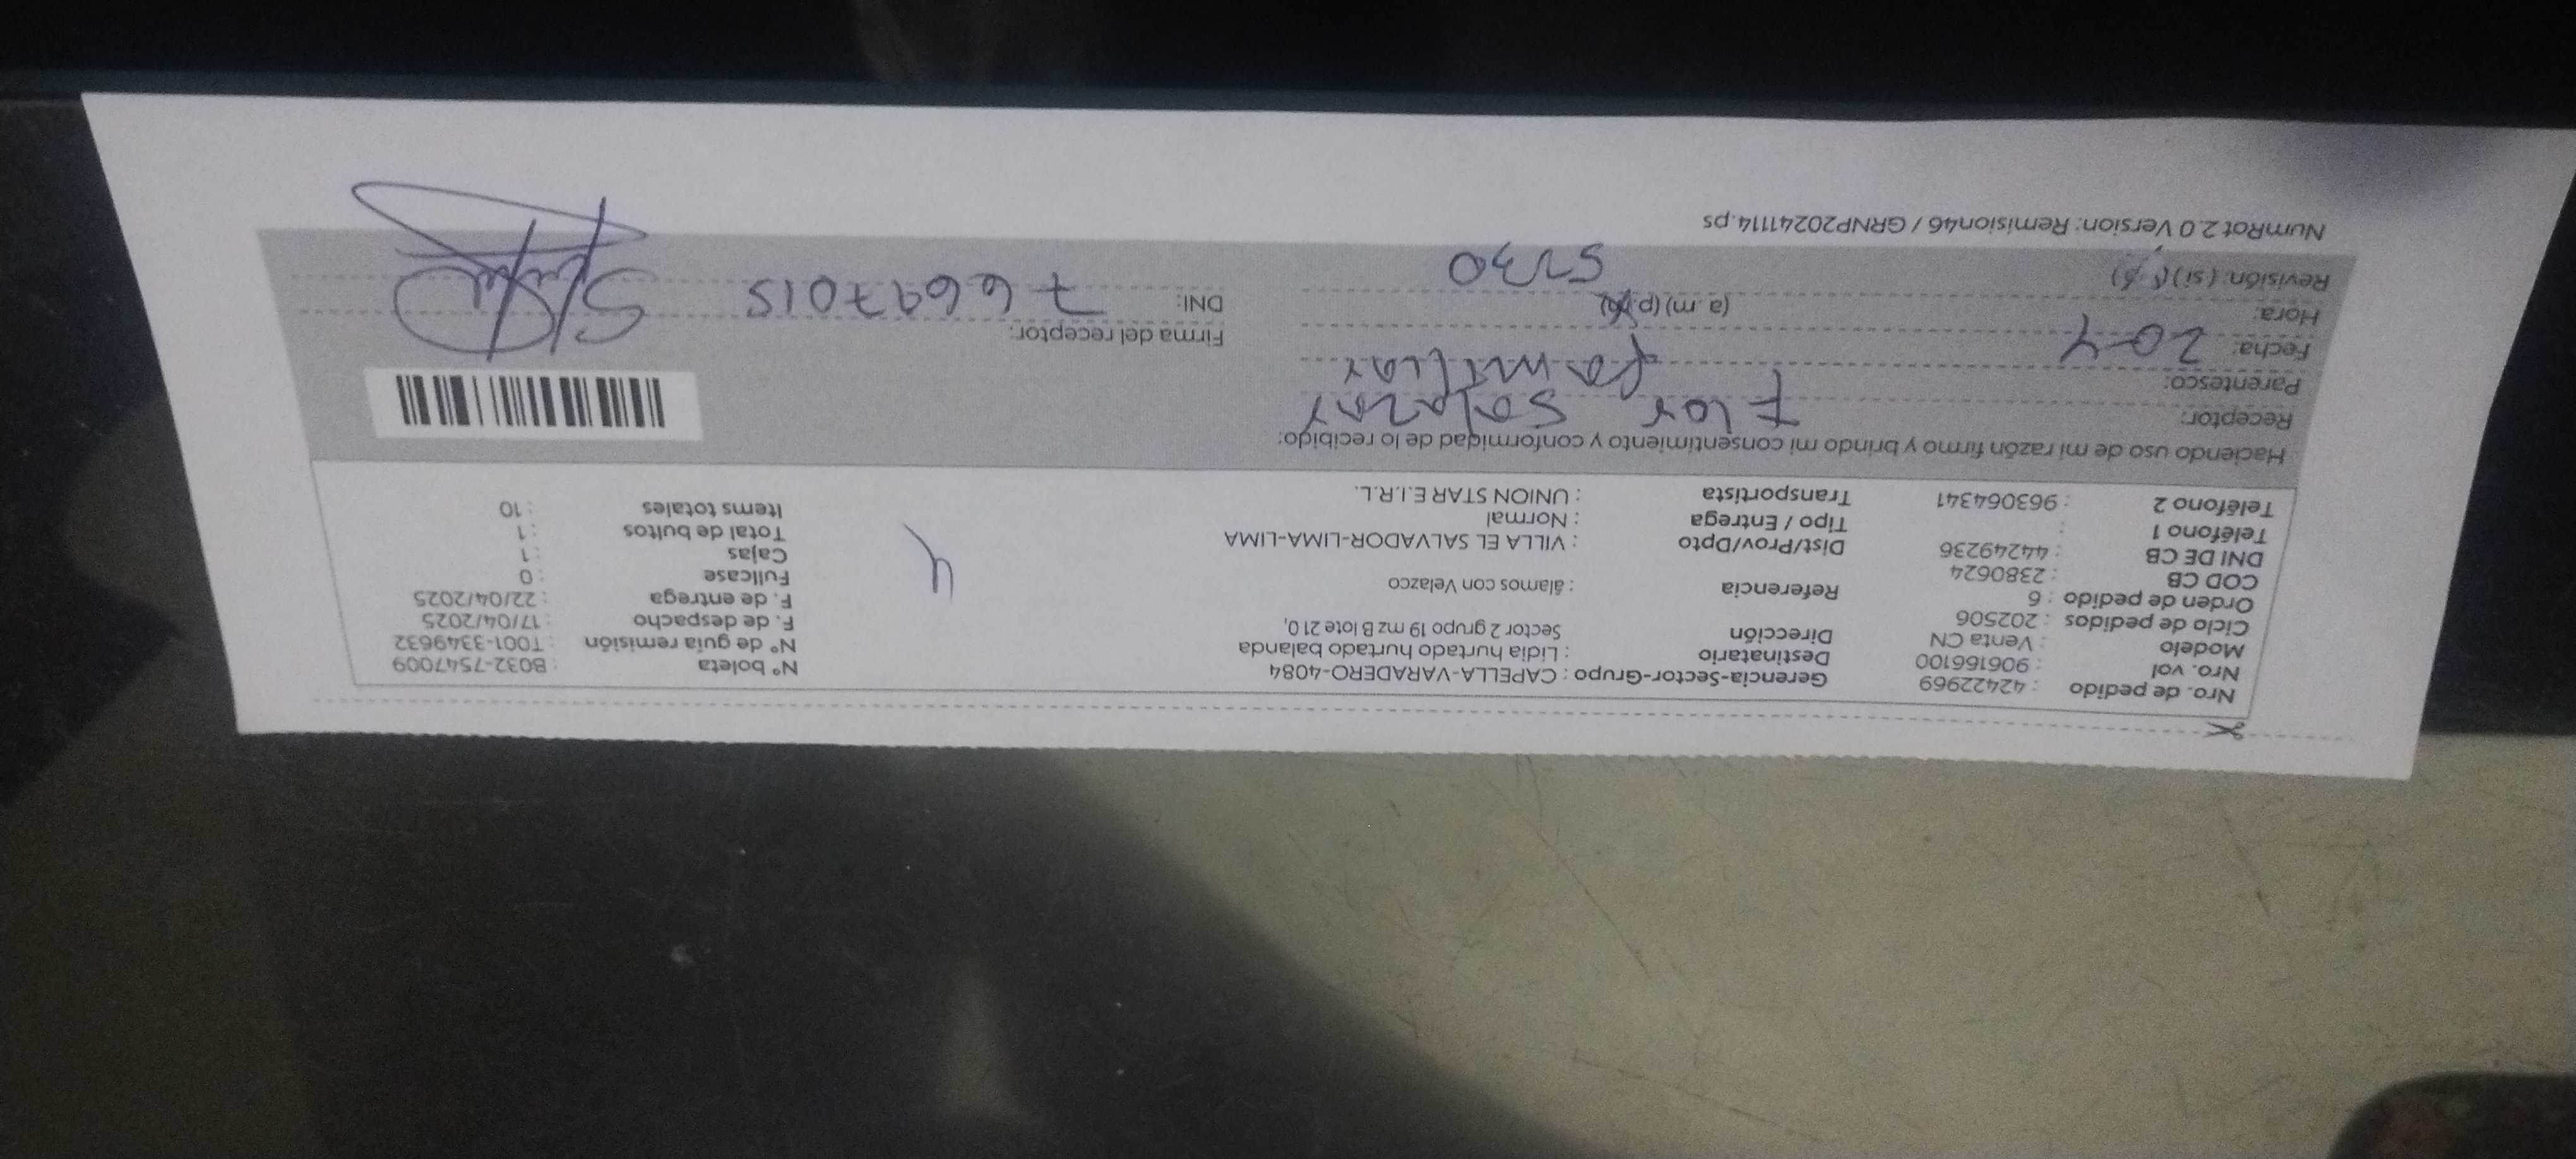 Nro. de pedido : 42422969 Gerencia-Sector-Grupo : CAPELLA-VARADERO-4084 N° boleta : B032-7547009
Nro. vol : 906166100 Destinatario : Lidia hurtado hurtado balanda N° de guía remisión : T001-3349632
Modelo : Venta CN Dirección Sector 2 grupo 19 mz B lote 21 0, F. de despacho : 17/04/2025
Ciclo de pedidos : 202506 F. de entrega : 22/04/2025
Orden de pedido : 6 Referencia : álamos con Velazco Fullcase : 0
COD CB : 2380624 Cajas : 1
DNI DE CB : 44249236 Dist/Prov/Dpto : VILLA EL SALVADOR-LIMA-LIMA Total de bultos : 1
Teléfono 1 : Tipo / Entrega : Normal Items totales : 10
Teléfono 2 : 963064341 Transportista : UNION STAR E.I.R.L.
4
Haciendo uso de mi razón firmo y brindo mi consentimiento y conformidad de lo recibido:
Receptor: Flor Salazar
Parentesco: familiar
Fecha: 20-4 Firma del receptor:
Hora: (a.m) (p.m) 5:30 DNI: 76697015
Revisión: (si)
NumRot 2.0 Version: Remision46 / GRNP20241114.ps